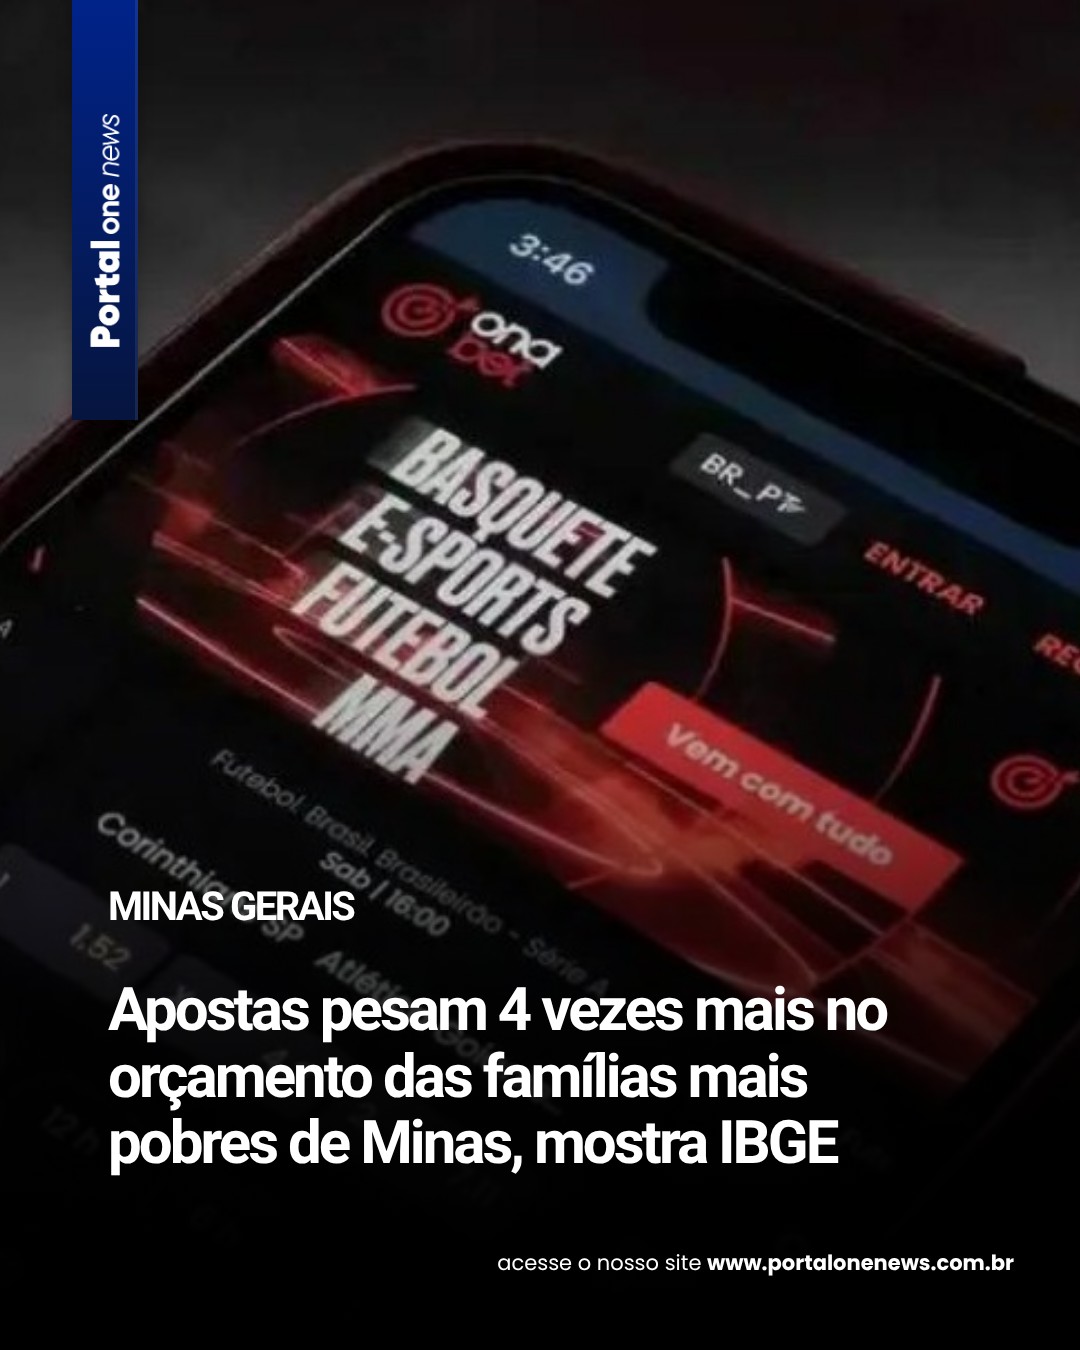 Portal one news
3:46
ona
bet
BR_PT
ENTRAR
BASQUETE
E-SPORTS
FUTEBOL
MMA
Vem com tudo
Futebol, Brasil, Brasileirão - Série A
Sab / 16:00
Corinthians SP
1.52
MINAS GERAIS
Apostas pesam 4 vezes mais no
orçamento das famílias mais
pobres de Minas, mostra IBGE
acesse o nosso site www.portalonenews.com.br